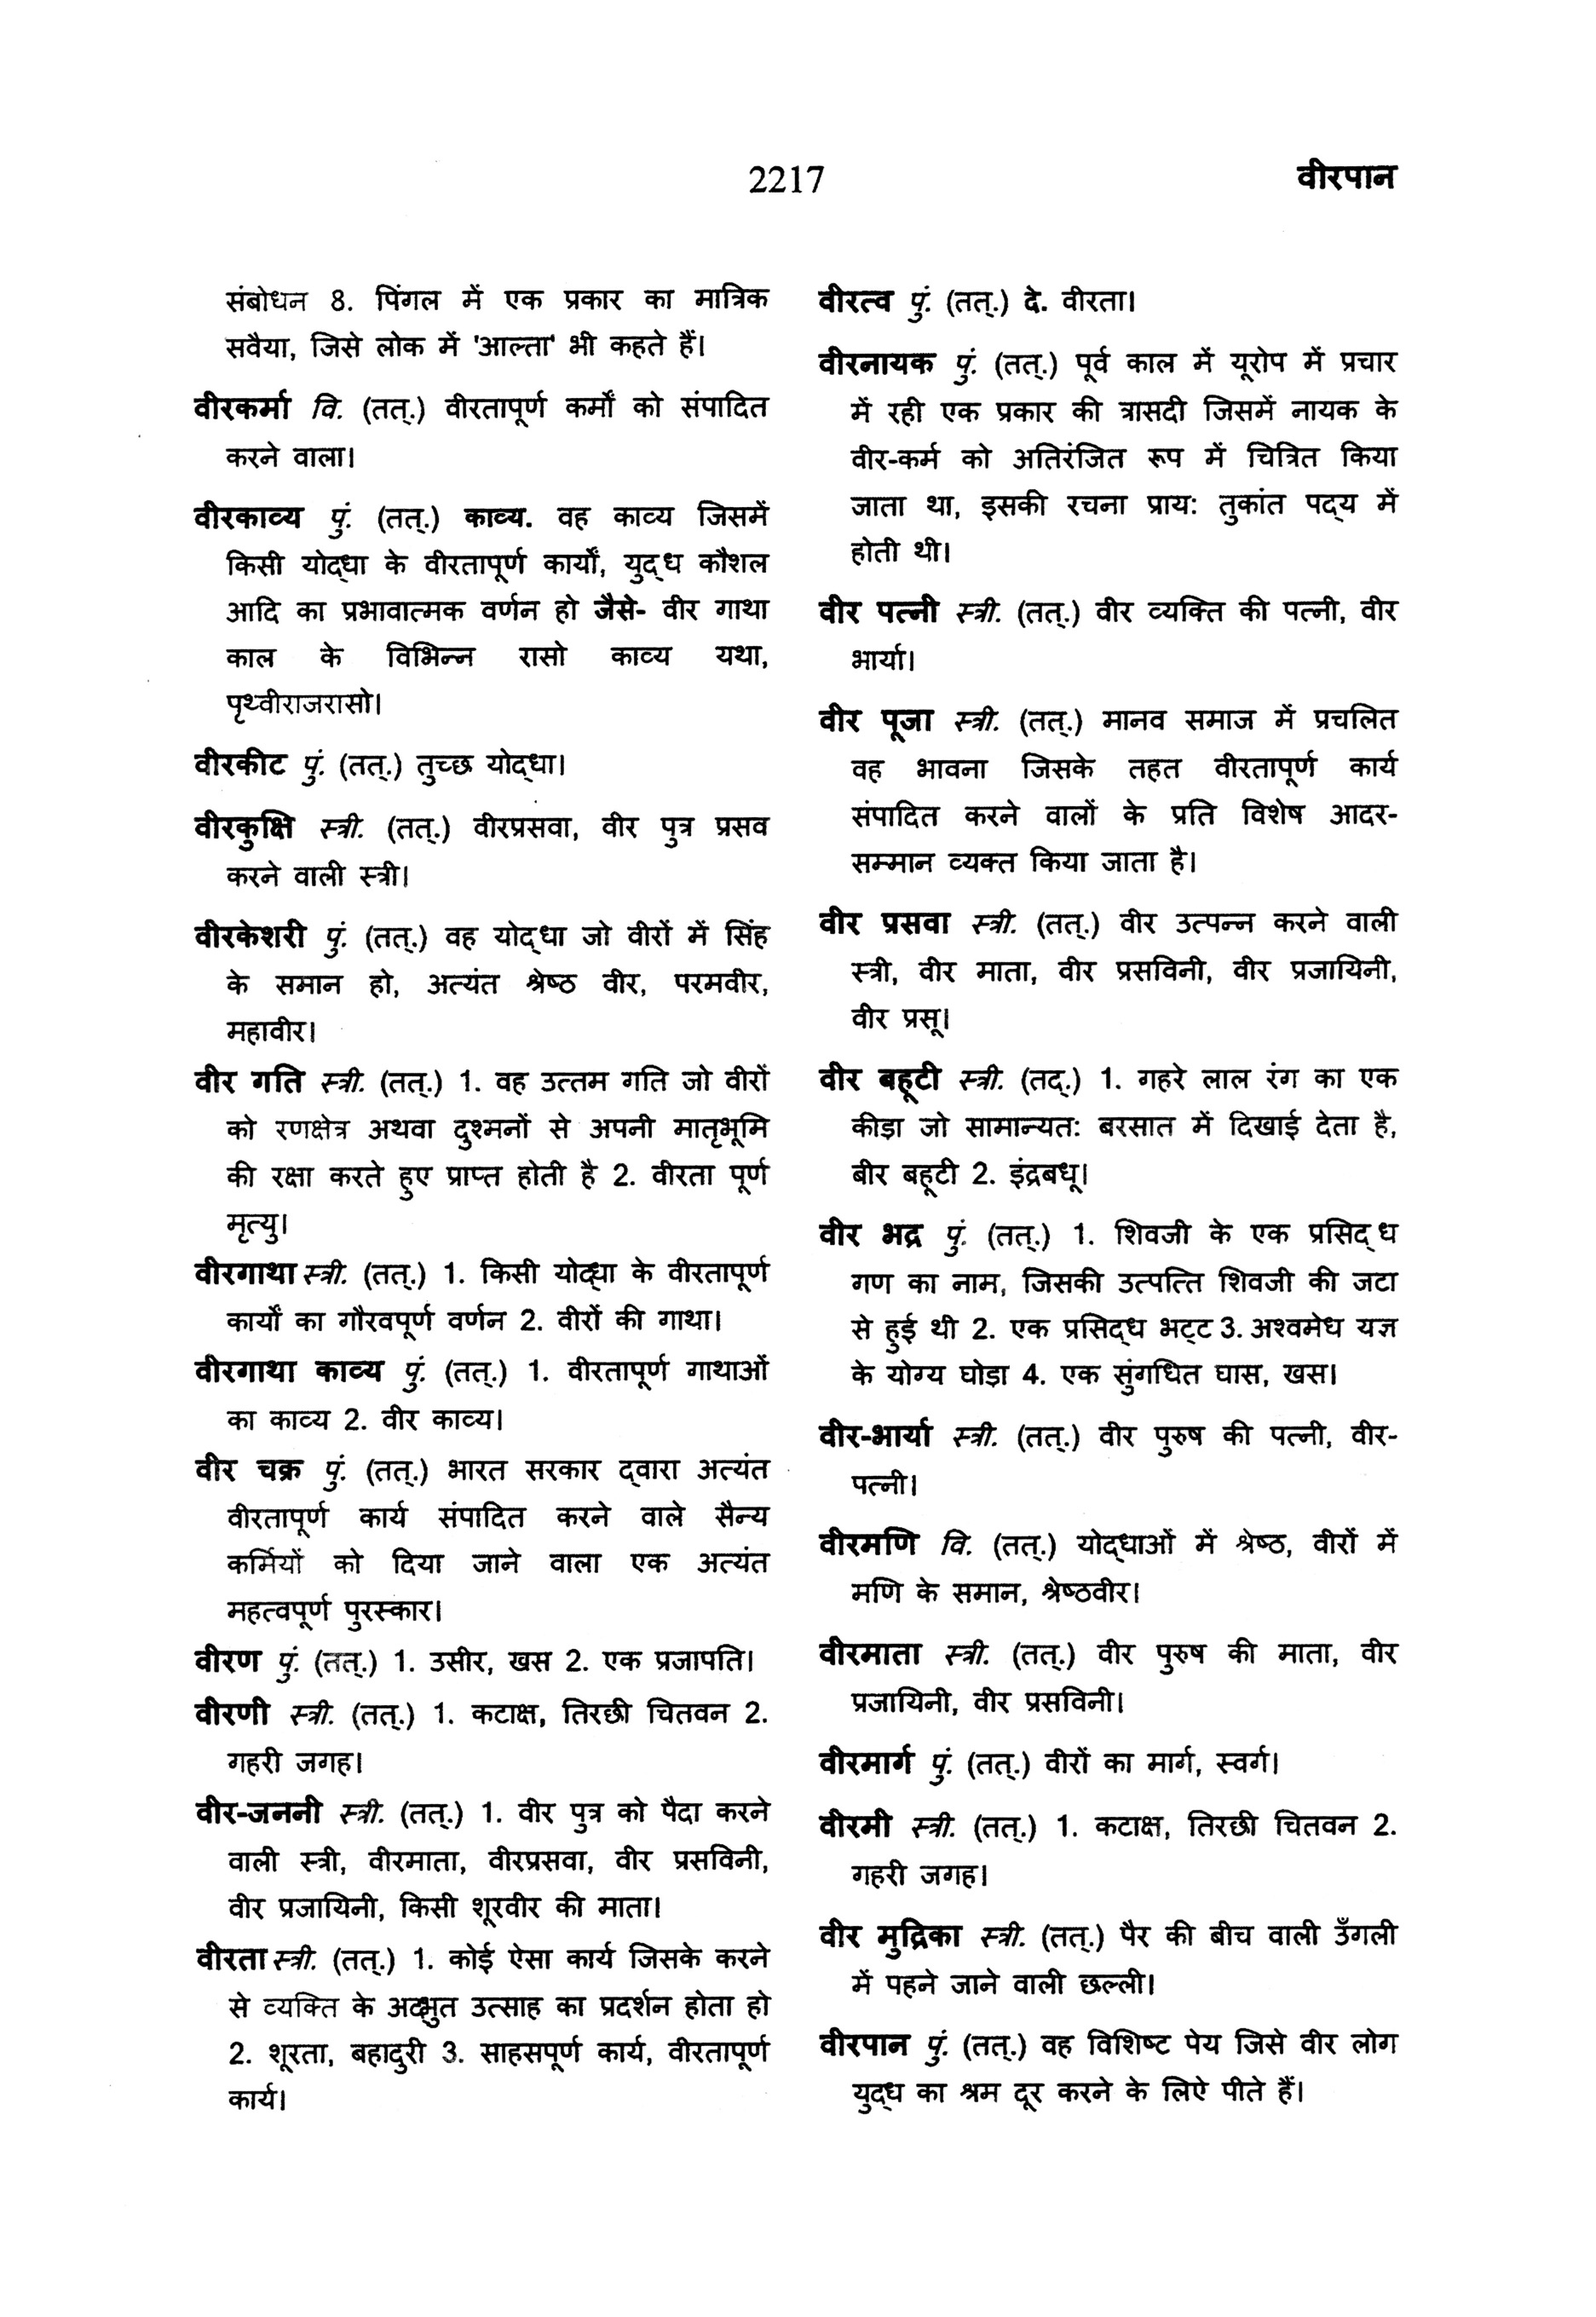 2217
वीरपान
संबोधन 8. पिंगल में एक प्रकार का मात्रिक
सवैया, जिसे लोक में 'आल्ता' भी कहते हैं।
वीरकर्मा वि. (तत्.) वीरतापूर्ण कर्मों को संपादित
करने वाला।
वीरकाव्य पुं. (तत्.) काव्य. वह काव्य जिसमें
किसी योद्धा के वीरतापूर्ण कार्यों, युद्ध कौशल
आदि का प्रभावात्मक वर्णन हो जैसे- वीर गाथा
काल के विभिन्न रासो काव्य यथा,
पृथ्वीराजरासो।
वीरकीट पुं. (तत्.) तुच्छ योद्धा।
वीरकुक्षि स्त्री. (तत्.) वीरप्रसवा, वीर पुत्र प्रसव
करने वाली स्त्री।
वीरकेशरी पुं. (तत्.) वह योद्धा जो वीरों में सिंह
के समान हो, अत्यंत श्रेष्ठ वीर, परमवीर,
महावीर।
वीर गति स्त्री. (तत्.) 1. वह उत्तम गति जो वीरों
को रणक्षेत्र अथवा दुश्मनों से अपनी मातृभूमि
की रक्षा करते हुए प्राप्त होती है 2. वीरता पूर्ण
मृत्यु।
वीरगाथा स्त्री. (तत्.) 1. किसी योद्धा के वीरतापूर्ण
कार्यों का गौरवपूर्ण वर्णन 2. वीरों की गाथा।
वीरगाथा काव्य पुं. (तत्.) 1. वीरतापूर्ण गाथाओं
का काव्य 2. वीर काव्य।
वीर चक्र पुं. (तत्.) भारत सरकार द्वारा अत्यंत
वीरतापूर्ण कार्य संपादित करने वाले सैन्य
कर्मियों को दिया जाने वाला एक अत्यंत
महत्वपूर्ण पुरस्कार।
वीरण पुं. (तत्.) 1. उसीर, खस 2. एक प्रजापति।
वीरणी स्त्री. (तत्.) 1. कटाक्ष, तिरछी चितवन 2.
गहरी जगह।
वीर-जननी स्त्री. (तत्.) 1. वीर पुत्र को पैदा करने
वाली स्त्री, वीरमाता, वीरप्रसवा, वीर प्रसविनी,
वीर प्रजायिनी, किसी शूरवीर की माता।
वीरता स्त्री. (तत्.) 1. कोई ऐसा कार्य जिसके करने
से व्यक्ति के अद्भुत उत्साह का प्रदर्शन होता हो
2. शूरता, बहादुरी 3. साहसपूर्ण कार्य, वीरतापूर्ण
कार्य।
वीरत्व पुं. (तत्.) दे. वीरता।
वीरनायक पुं. (तत्.) पूर्व काल में यूरोप में प्रचार
में रही एक प्रकार की त्रासदी जिसमें नायक के
वीर-कर्म को अतिरंजित रूप में चित्रित किया
जाता था, इसकी रचना प्राय: तुकांत पद्य में
होती थी।
वीर पत्नी स्त्री. (तत्.) वीर व्यक्ति की पत्नी, वीर
भार्या।
वीर पूजा स्त्री. (तत्.) मानव समाज में प्रचलित
वह भावना जिसके तहत वीरतापूर्ण कार्य
संपादित करने वालों के प्रति विशेष आदर-
सम्मान व्यक्त किया जाता है।
वीर प्रसवा स्त्री. (तत्.) वीर उत्पन्न करने वाली
स्त्री, वीर माता, वीर प्रसविनी, वीर प्रजायिनी,
वीर प्रसू।
वीर बहूटी स्त्री. (तद्.) 1. गहरे लाल रंग का एक
कीड़ा जो सामान्यत: बरसात में दिखाई देता है,
बीर बहूटी 2. इंद्रबधू।
वीर भद्र पुं. (तत्.) 1. शिवजी के एक प्रसिद्ध
गण का नाम, जिसकी उत्पत्ति शिवजी की जटा
से हुई थी 2. एक प्रसिद्ध भट्ट 3. अश्वमेध यज्ञ
के योग्य घोड़ा 4. एक सुंगधित घास, खस।
वीर-भार्या स्त्री. (तत्.) वीर पुरुष की पत्नी, वीर-
पत्नी।
वीरमणि वि. (तत्.) योद्धाओं में श्रेष्ठ, वीरों में
मणि के समान, श्रेष्ठवीर।
वीरमाता स्त्री. (तत्.) वीर पुरुष की माता, वीर
प्रजायिनी, वीर प्रसविनी।
वीरमार्ग पुं. (तत्.) वीरों का मार्ग, स्वर्ग।
वीरमी स्त्री. (तत्.) 1. कटाक्ष, तिरछी चितवन 2.
गहरी जगह।
वीर मुद्रिका स्त्री. (तत्.) पैर की बीच वाली उँगली
में पहने जाने वाली छल्ली।
वीरपान पुं. (तत्.) वह विशिष्ट पेय जिसे वीर लोग
युद्ध का श्रम दूर करने के लिऐ पीते हैं।